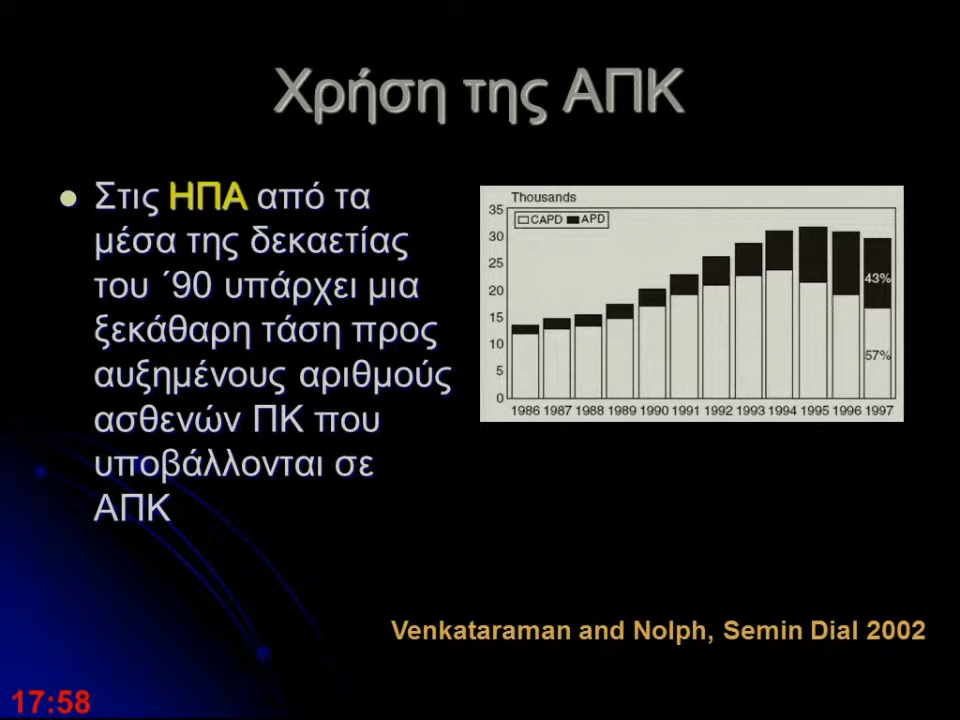 Χρήση της ΑΠΚ
Στις ΗΠΑ από τα
μέσα της δεκαετίας
του ΄90 υπάρχει μια
ξεκάθαρη τάση προς
αυξημένους αριθμούς
ασθενών ΠΚ που
υποβάλλονται σε
ΑΠΚ
Thousands
CAPD APD
35
30
25
20
15
10
5
0
43%
57%
1986 1987 1988 1989 1990 1991 1992 1993 1994 1995 1996 1997
Venkataraman and Nolph, Semin Dial 2002
17:58